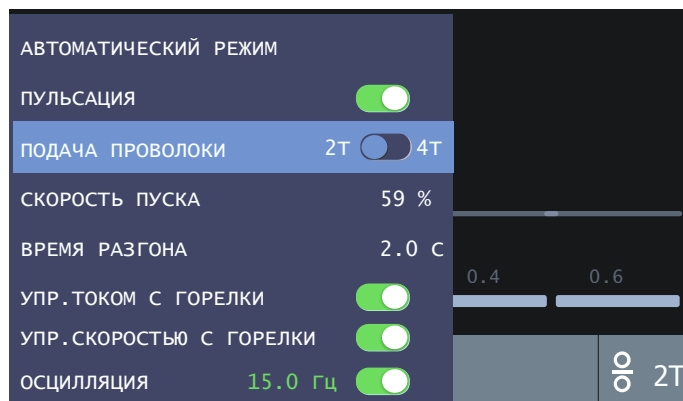 АВТОМАТИЧЕСКИЙ РЕЖИМ
ПУЛЬСАЦИЯ
ПОДАЧА ПРОВОЛОКИ 2Т 4Т
СКОРОСТЬ ПУСКА 59 %
ВРЕМЯ РАЗГОНА 2.0 С
0.4 0.6
УПР.ТОКОМ С ГОРЕЛКИ
УПР.СКОРОСТЬЮ С ГОРЕЛКИ
ОСЦИЛЛЯЦИЯ 15.0 Гц
2Т